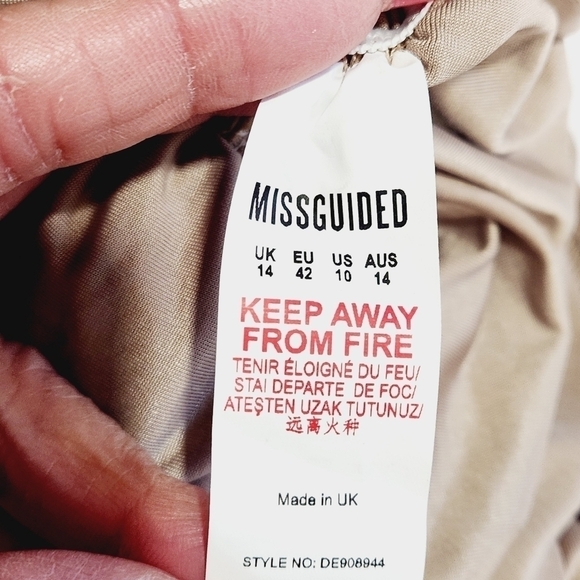 MISSGUIDED
UK EU US AUS
14 42 10 14
KEEP AWAY
FROM FIRE
TENIR ÉLOIGNÉ DU FEU/
STAI DEPARTE DE FOC/
ATEŞTEN UZAK TUTUNUZ/
远离火种
Made in UK
STYLE NO: DE908944